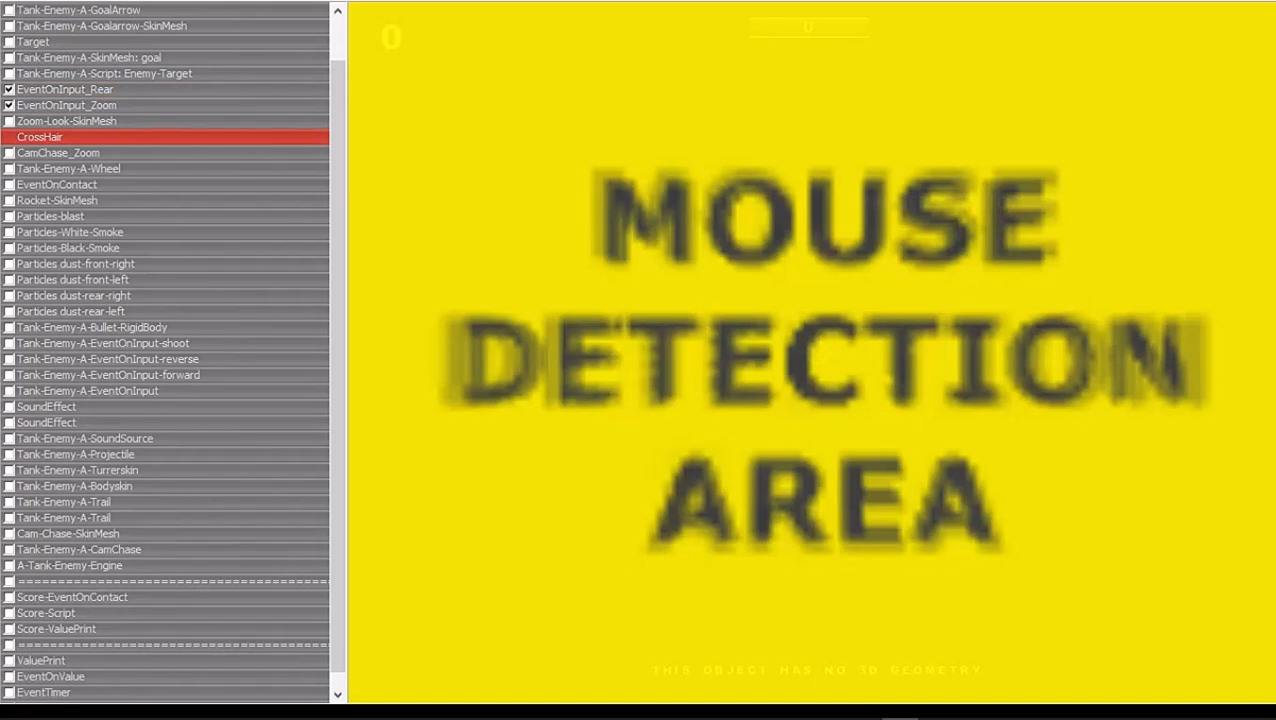 Tank-Enemy-A-GoalArrow
Tank-Enemy-A-Goalarrow-SkinMesh
Target
Tank-Enemy-A-SkinMesh: goal
Tank-Enemy-A-Script: Enemy-Target
EventOnInput_Rear
EventOnInput_Zoom
Zoom-Look-SkinMesh
CrossHair
CamChase_Zoom
Tank-Enemy-A-Wheel
EventOnContact
Rocket-SkinMesh
Particles-blast
Particles-White-Smoke
Particles-Black-Smoke
Particles dust-front-right
Particles dust-front-left
Particles dust-rear-right
Particles dust-rear-left
Tank-Enemy-A-Bullet-RigidBody
Tank-Enemy-A-EventOnInput-shoot
Tank-Enemy-A-EventOnInput-reverse
Tank-Enemy-A-EventOnInput-forward
Tank-Enemy-A-EventOnInput
SoundEffect
SoundEffect
Tank-Enemy-A-SoundSource
Tank-Enemy-A-Projectile
Tank-Enemy-A-Turrerskin
Tank-Enemy-A-Bodyskin
Tank-Enemy-A-Trail
Tank-Enemy-A-Trail
Cam-Chase-SkinMesh
Tank-Enemy-A-CamChase
A-Tank-Enemy-Engine
=======================================
Score-EventOnContact
Score-Script
Score-ValuePrint
=======================================
ValuePrint
EventOnValue
EventTimer
0
0
MOUSE
DETECTION
AREA
THIS OBJECT HAS NO 3D GEOMETRY